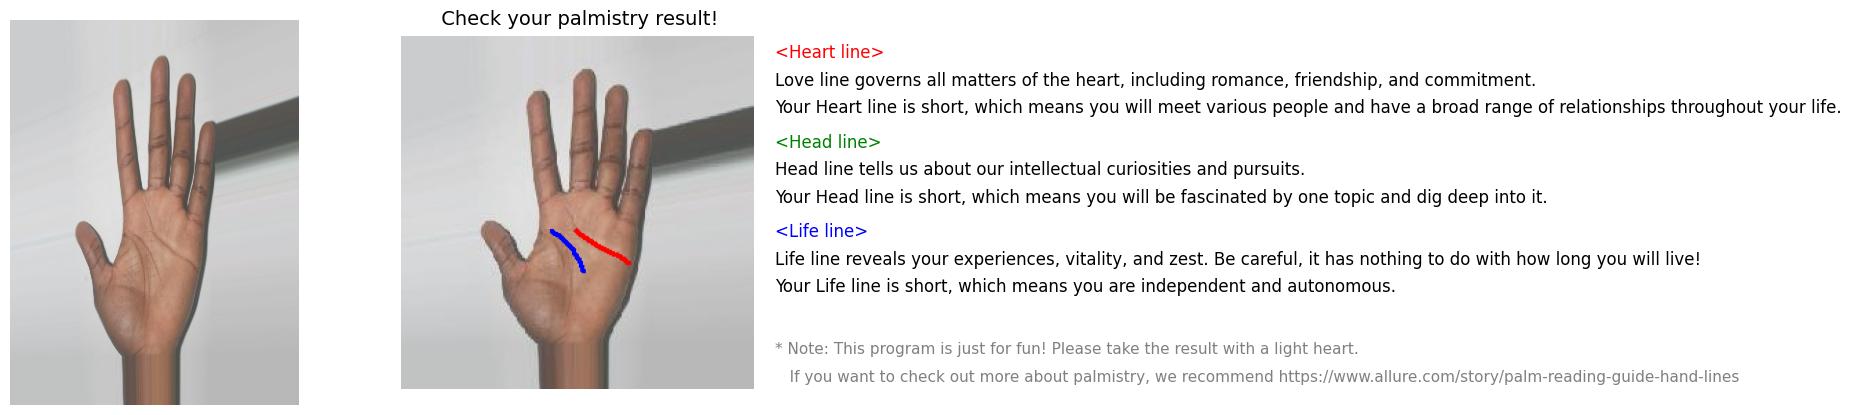 Check your palmistry result!
<Heart line>
Love line governs all matters of the heart, including romance, friendship, and commitment.
Your Heart line is short, which means you will meet various people and have a broad range of relationships throughout your life.
<Head line>
Head line tells us about our intellectual curiosities and pursuits.
Your Head line is short, which means you will be fascinated by one topic and dig deep into it.
<Life line>
Life line reveals your experiences, vitality, and zest. Be careful, it has nothing to do with how long you will live!
Your Life line is short, which means you are independent and autonomous.
* Note: This program is just for fun! Please take the result with a light heart.
If you want to check out more about palmistry, we recommend https://www.allure.com/story/palm-reading-guide-hand-lines